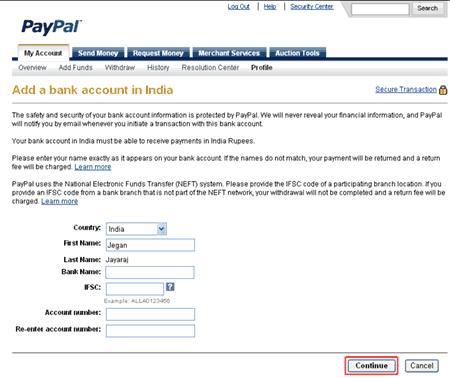 Log Out | Help | Security Center
Search
PayPal
My Account Send Money Request Money Merchant Services Auction Tools
Overview Add Funds Withdraw History Resolution Center Profile
Add a bank account in India
Secure Transaction
The safety and security of your bank account information is protected by PayPal. We will never reveal your financial information, and PayPal
will notify you by email whenever you initiate a transaction with this bank account.
Your bank account in India must be able to receive payments in India Rupees.
Please enter your name exactly as it appears on your bank account. If the names do not match, your payment will be returned and a return
fee will be charged. Learn more
PayPal uses the National Electronic Funds Transfer (NEFT) system. Please provide the IFSC code of a participating branch location. If you
provide an IFSC code from a bank branch that is not part of the NEFT network, your withdrawal will not be completed and a return fee will be
charged. Learn more
Country: India
First Name: Jegan
Last Name: Jayaraj
Bank Name:
IFSC: ?
Example: ALLA0123456
Account number:
Re-enter account number:
Continue Cancel